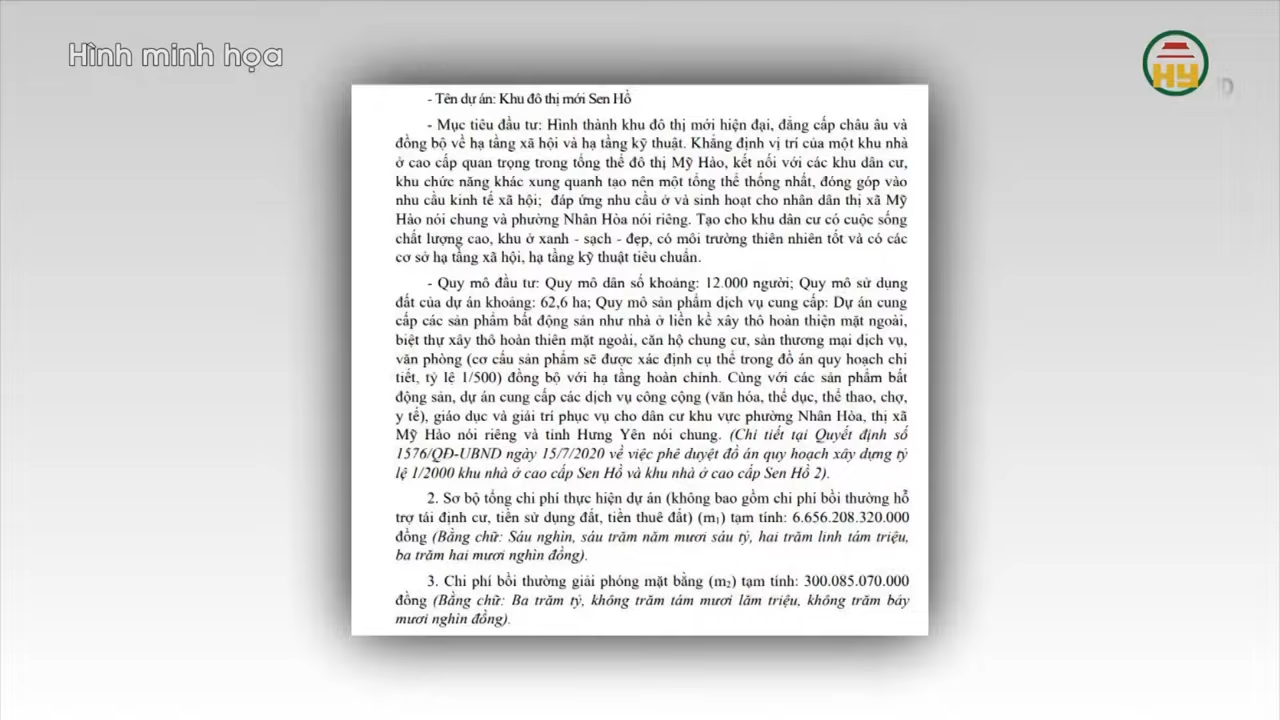 Hình minh họa
HY
- Tên dự án: Khu đô thị mới Sen Hồ
- Mục tiêu đầu tư: Hình thành khu đô thị mới hiện đại, đẳng cấp châu âu và
đồng bộ về hạ tầng xã hội và hạ tầng kỹ thuật. Khẳng định vị trí của một khu nhà
ở cao cấp quan trọng trong tổng thể đô thị Mỹ Hào, kết nối với các khu dân cư,
khu chức năng khác xung quanh tạo nên một tổng thể thống nhất, đóng góp vào
nhu cầu kinh tế xã hội; đáp ứng nhu cầu ở và sinh hoạt cho nhân dân thị xã Mỹ
Hào nói chung và phường Nhân Hòa nói riêng. Tạo cho khu dân cư có cuộc sống
chất lượng cao, khu ở xanh - sạch - đẹp, có môi trường thiên nhiên tốt và có các
cơ sở hạ tầng xã hội, hạ tầng kỹ thuật tiêu chuẩn.
- Quy mô đầu tư: Quy mô dân số khoảng: 12.000 người; Quy mô sử dụng
đất của dự án khoảng: 62,6 ha; Quy mô sản phẩm dịch vụ cung cấp: Dự án cung
cấp các sản phẩm bất động sản như nhà ở liền kề xây thô hoàn thiện mặt ngoài,
biệt thự xây thô hoàn thiên mặt ngoài, căn hộ chung cư, sàn thương mại dịch vụ,
văn phòng (cơ cấu sản phẩm sẽ được xác định cụ thể trong đồ án quy hoạch chi
tiết, tỷ lệ 1/500) đồng bộ với hạ tầng hoàn chỉnh. Cùng với các sản phẩm bất
động sản, dự án cung cấp các dịch vụ công cộng (văn hóa, thể dục, thể thao, chợ,
y tế), giáo dục và giải trí phục vụ cho dân cư khu vực phường Nhân Hòa, thị xã
Mỹ Hào nói riêng và tỉnh Hưng Yên nói chung. (Chi tiết tại Quyết định số
1576/QĐ-UBND ngày 15/7/2020 về việc phê duyệt đồ án quy hoạch xây dựng tỷ
lệ 1/2000 khu nhà ở cao cấp Sen Hồ và khu nhà ở cao cấp Sen Hồ 2).
2. Sơ bộ tổng chi phí thực hiện dự án (không bao gồm chi phí bồi thường hỗ
trợ tái định cư, tiền sử dụng đất, tiền thuê đất) (m1) tạm tính: 6.656.208.320.000
đồng (Bằng chữ: Sáu nghìn, sáu trăm năm mươi sáu tỷ, hai trăm linh tám triệu,
ba trăm hai mươi nghìn đồng).
3. Chi phí bồi thường giải phóng mặt bằng (m2) tạm tính: 300.085.070.000
đồng (Bằng chữ: Ba trăm tỷ, không trăm tám mươi lăm triệu, không trăm bảy
mươi nghìn đồng).